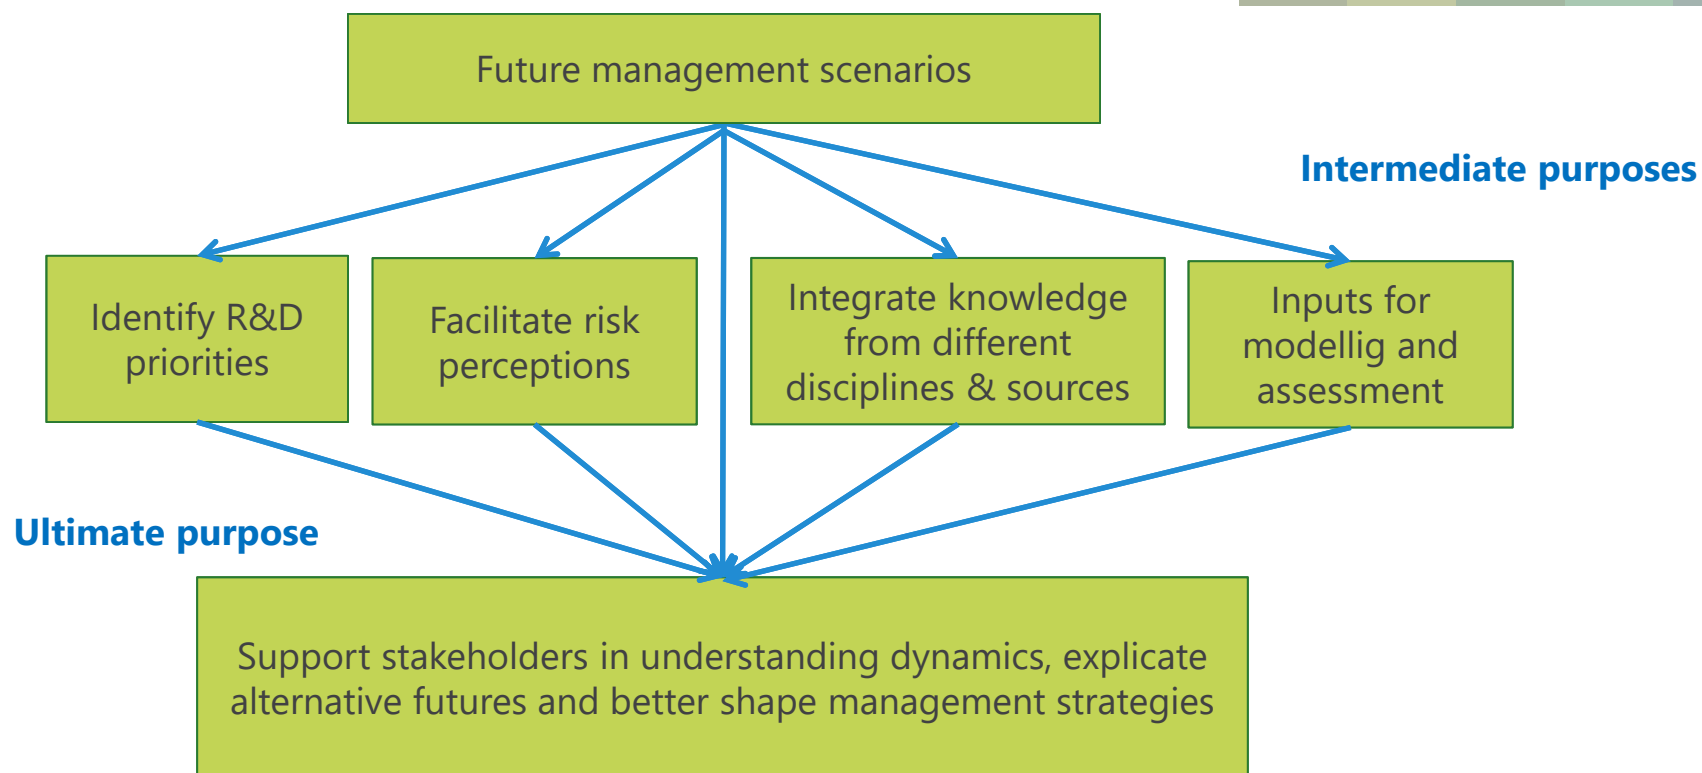 Future management scenarios
Intermediate purposes
Identify R&D
priorities
Facilitate risk
perceptions
Integrate knowledge
from different
disciplines & sources
Inputs for
modellig and
assessment
Ultimate purpose
Support stakeholders in understanding dynamics, explicate
alternative futures and better shape management strategies